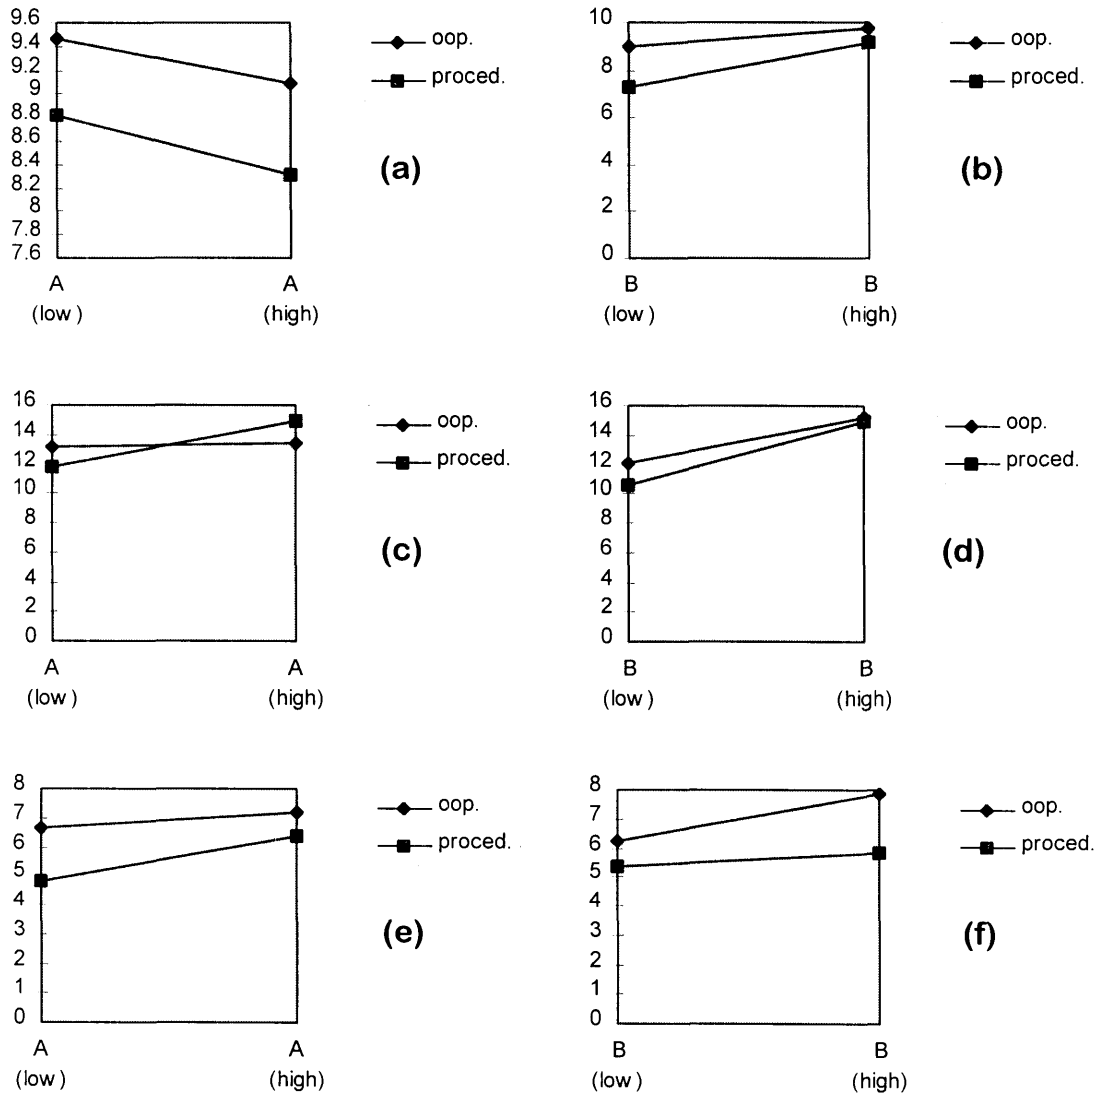 9.6
9.4
9.2
9
8.8
8.6
8.4
8.2
8
7.8
7.6
A A
(low) (high)
oop.
proced.
(a)
10
8
6
4
2
0
B B
(low) (high)
oop.
proced.
(b)
16
14
12
10
8
6
4
2
0
A A
(low) (high)
oop.
proced.
(c)
16
14
12
10
8
6
4
2
0
B B
(low) (high)
oop.
proced.
(d)
8
7
6
5
4
3
2
1
0
A A
(low) (high)
oop.
proced.
(e)
8
7
6
5
4
3
2
1
0
B B
(low) (high)
oop.
proced.
(f)